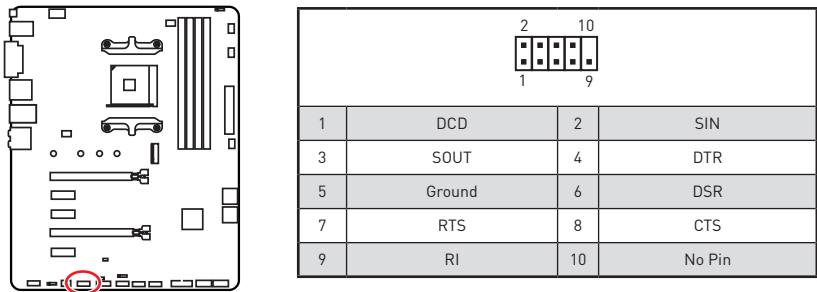 2 10
1 9
1 DCD 2 SIN
3 SOUT 4 DTR
5 Ground 6 DSR
7 RTS 8 CTS
9 RI 10 No Pin